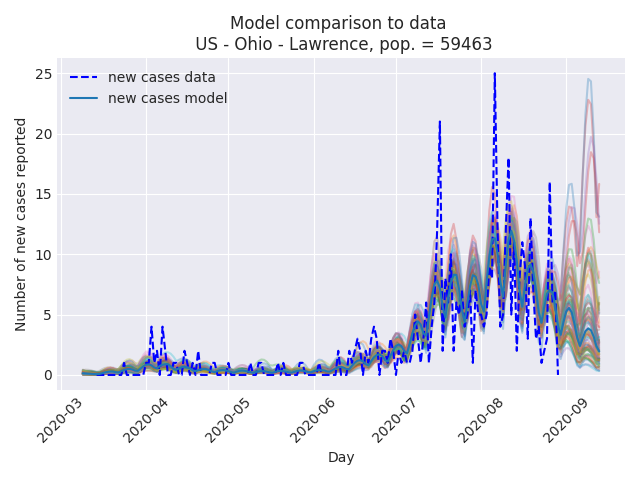 Model comparison to data
US - Ohio - Lawrence, pop. = 59463
new cases data
new cases model
Number of new cases reported
25
20
15
10
5
0
2020-03
2020-04
2020-05
2020-06
2020-07
2020-08
2020-09
Day